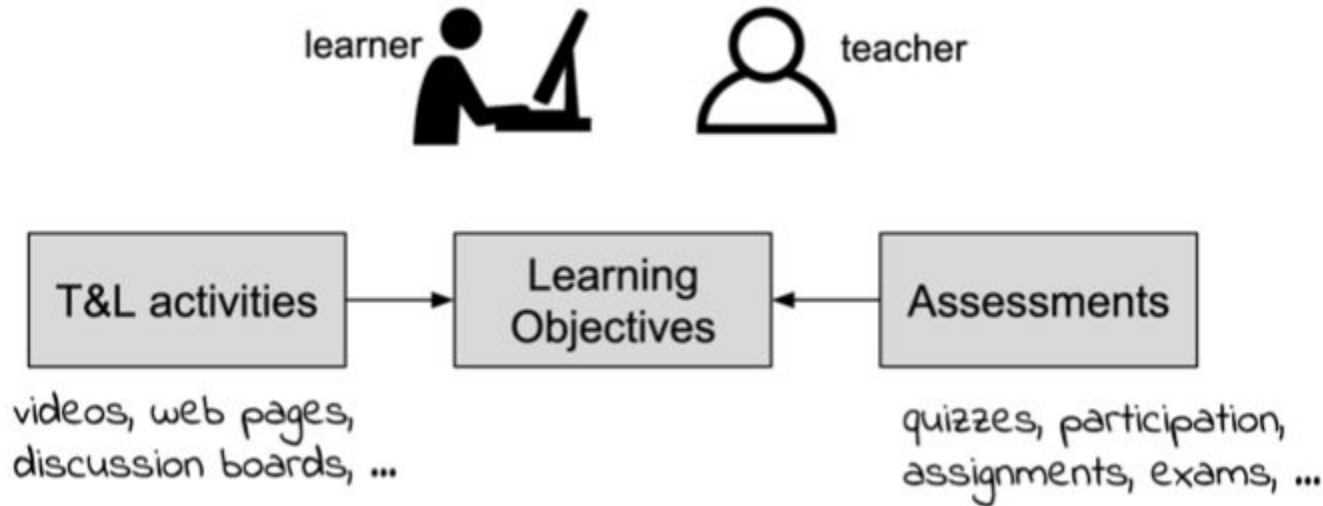 learner
teacher
T&L activities
Learning
Objectives
Assessments
videos, web pages,
discussion boards, ...
quizzes, participation,
assignments, exams, ...